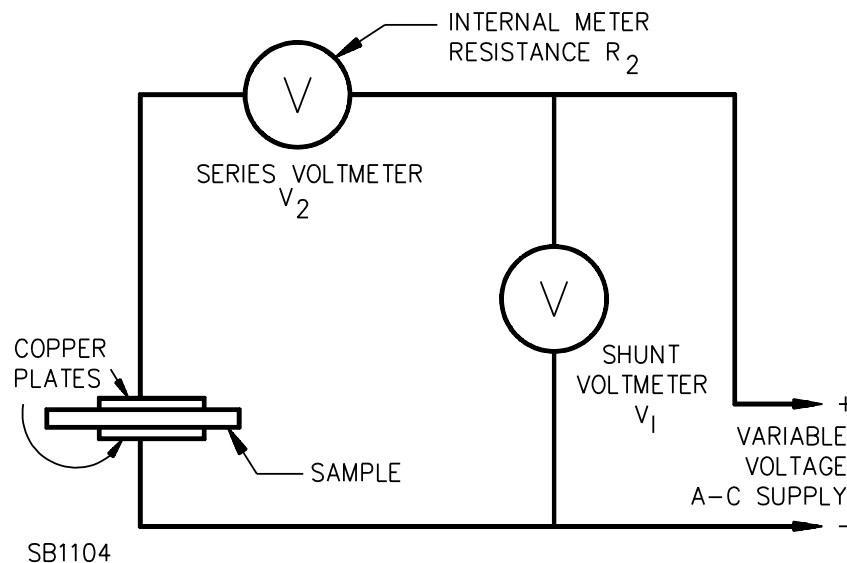 INTERNAL METER
RESISTANCE R2
V
SERIES VOLTMETER
V2
V
COPPER
PLATES
SHUNT
VOLTMETER
V1
SAMPLE
+
VARIABLE
VOLTAGE
A-C SUPPLY
-
SB1104